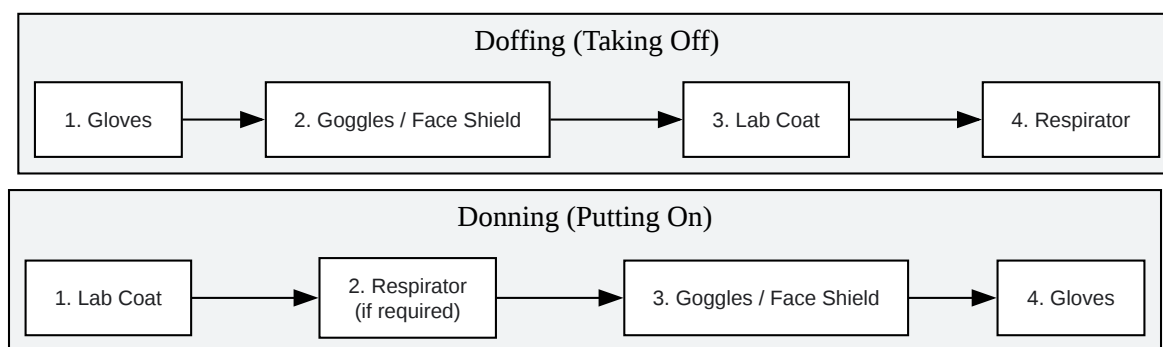 Doffing (Taking Off)
1. Gloves
2. Goggles / Face Shield
3. Lab Coat
4. Respirator
Donning (Putting On)
1. Lab Coat
2. Respirator
(if required)
3. Goggles / Face Shield
4. Gloves